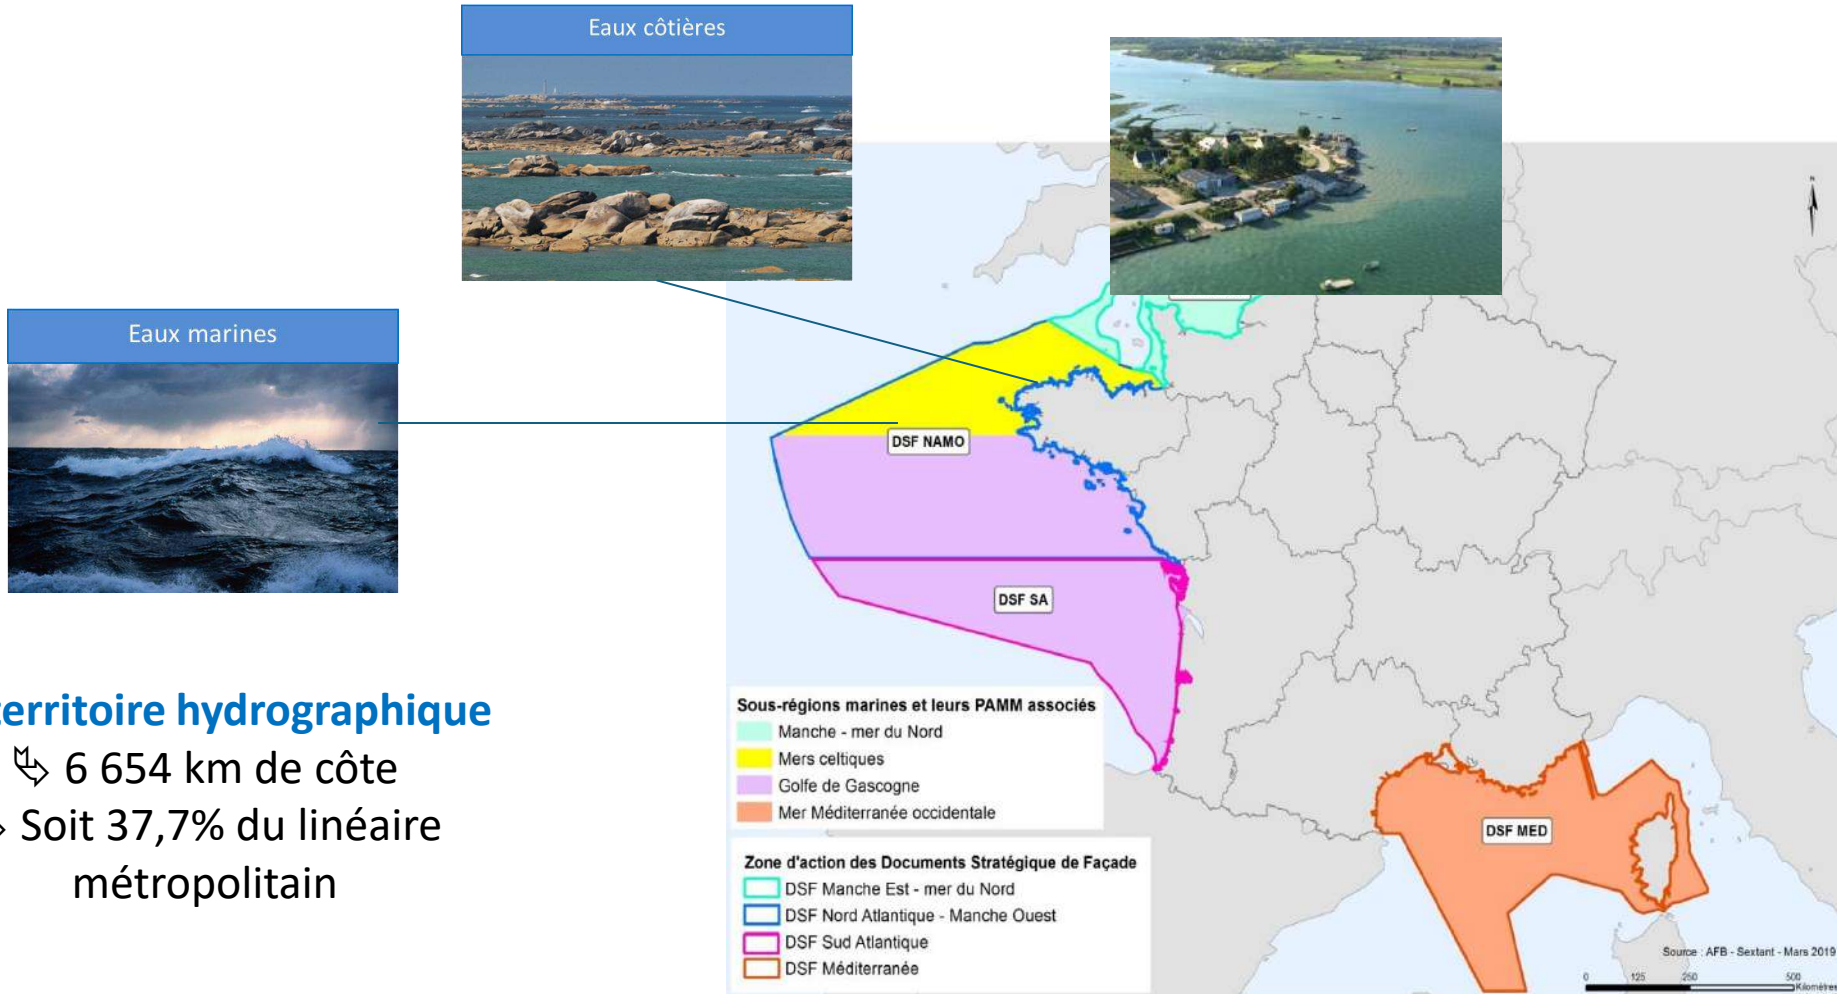 Eaux côtières
Eaux marines
territoire hydrographique
6 654 km de côte
Soit 37,7% du linéaire
métropolitain
N
DSF NAMO
DSF SA
DSF MED
Sous-régions marines et leurs PAMM associés
Manche - mer du Nord
Mers celtiques
Golfe de Gascogne
Mer Méditerranée occidentale
Zone d'action des Documents Stratégique de Façade
DSF Manche Est - mer du Nord
DSF Nord Atlantique - Manche Ouest
DSF Sud Atlantique
DSF Méditerranée
Source : AFB - Sextant - Mars 2019
0 125 250 500
Kilomètres